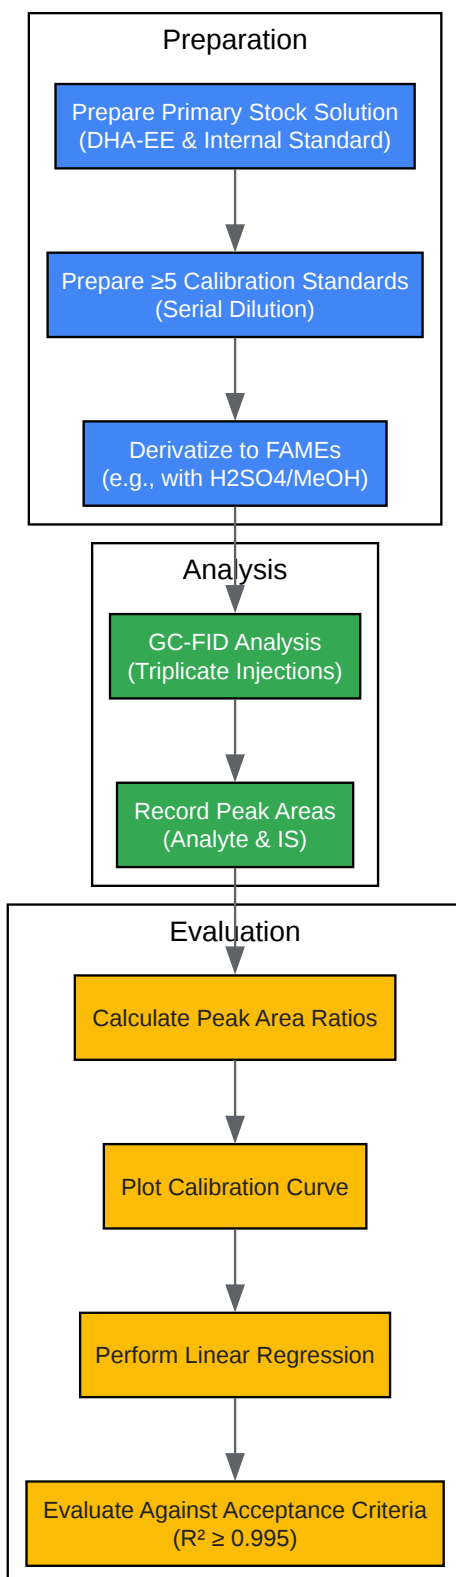 Preparation
Prepare Primary Stock Solution
(DHA-EE & Internal Standard)
Prepare ≥5 Calibration Standards
(Serial Dilution)
Derivatize to FAMEs
(e.g., with H2SO4/MeOH)
Analysis
GC-FID Analysis
(Triplicate Injections)
Record Peak Areas
(Analyte & IS)
Evaluation
Calculate Peak Area Ratios
Plot Calibration Curve
Perform Linear Regression
Evaluate Against Acceptance Criteria
(R² ≥ 0.995)